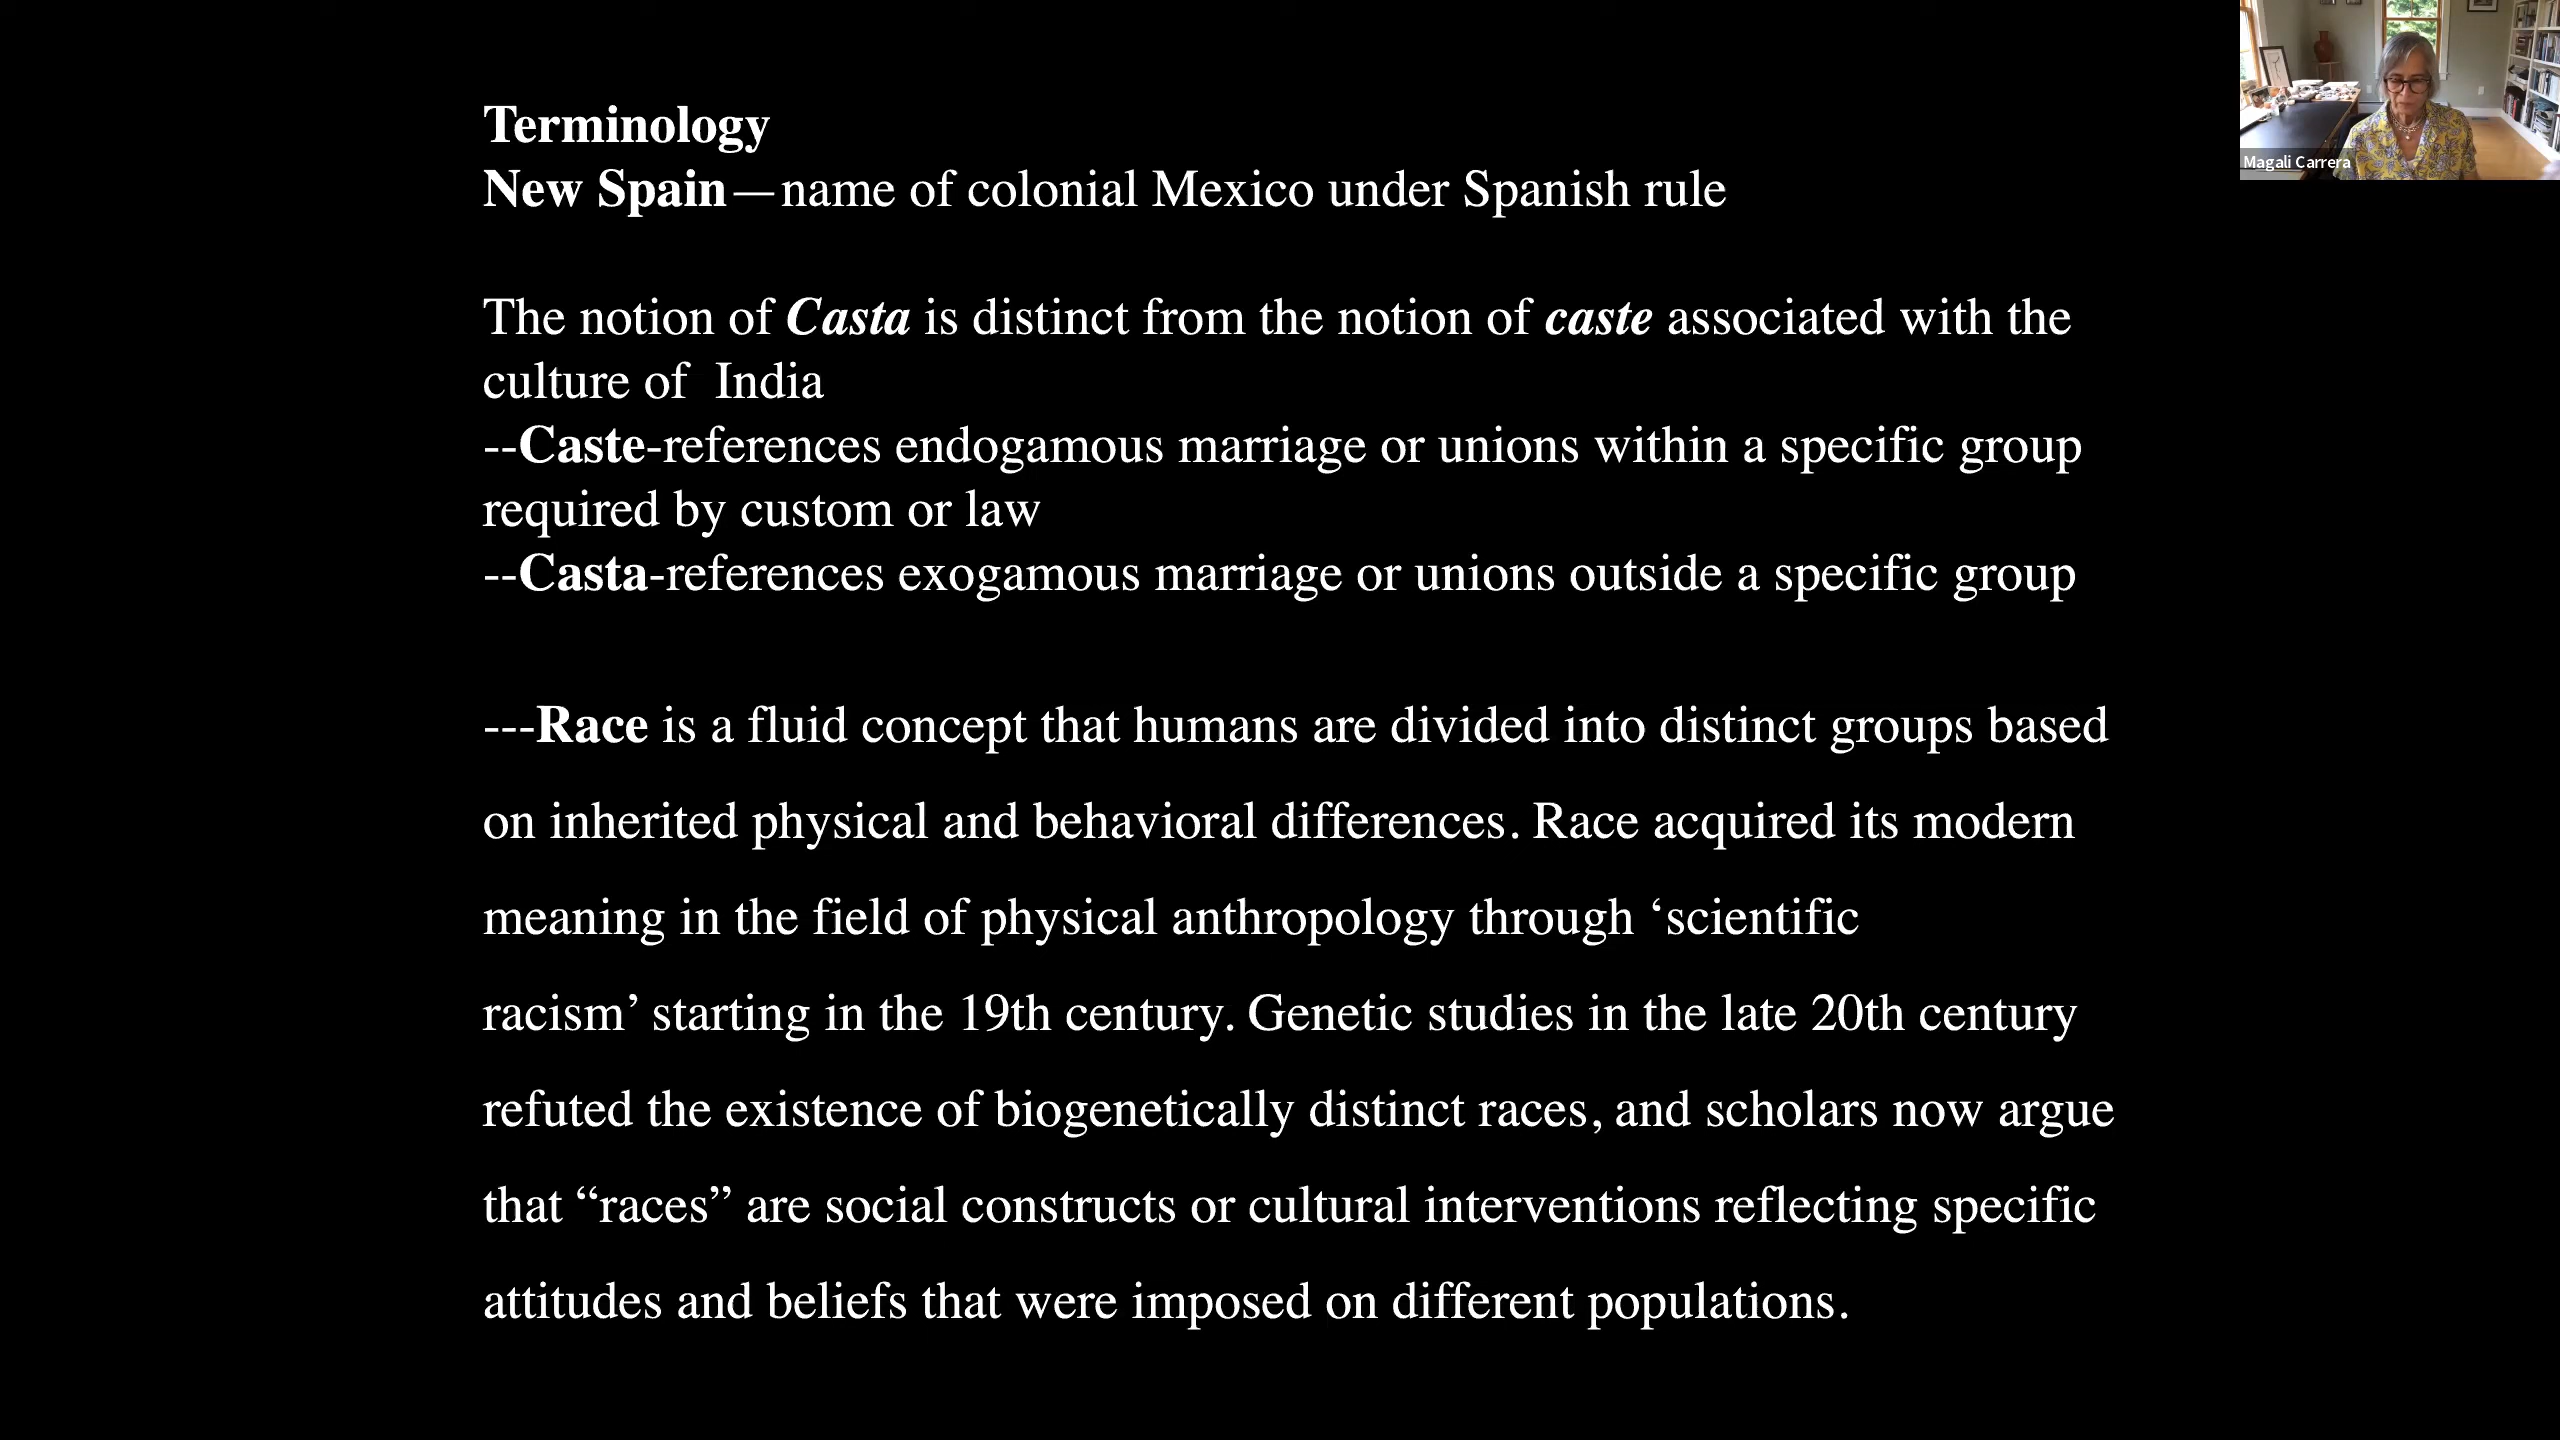 Terminology
New Spain—name of colonial Mexico under Spanish rule
The notion of Casta is distinct from the notion of caste associated with the
culture of  India
--Caste-references endogamous marriage or unions within a specific group
required by custom or law
--Casta-references exogamous marriage or unions outside a specific group
---Race is a fluid concept that humans are divided into distinct groups based
on inherited physical and behavioral differences. Race acquired its modern
meaning in the field of physical anthropology through ‘scientific
racism’ starting in the 19th century. Genetic studies in the late 20th century
refuted the existence of biogenetically distinct races, and scholars now argue
that “races” are social constructs or cultural interventions reflecting specific
attitudes and beliefs that were imposed on different populations.
Magali Carrera